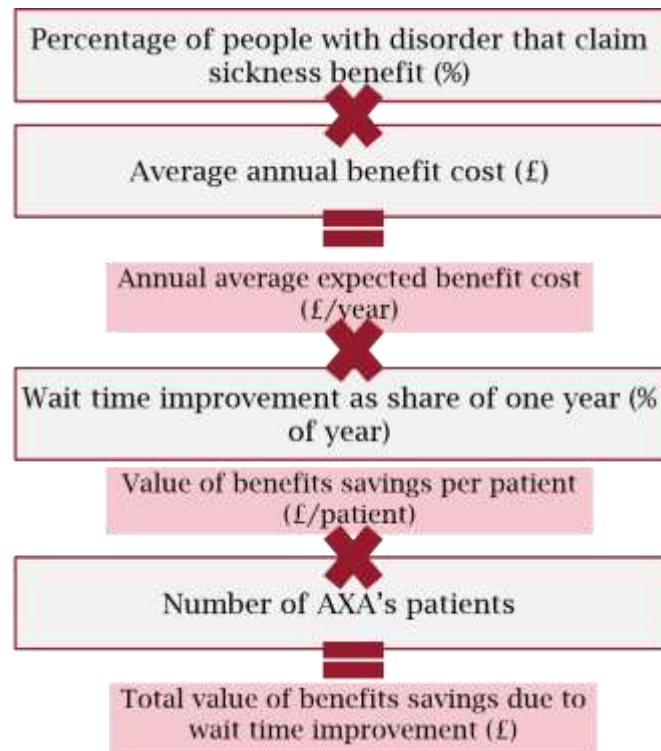 Percentage of people with disorder that claim
sickness benefit (%)
Average annual benefit cost (£)
Annual average expected benefit cost
(£/year)
Wait time improvement as share of one year (%
of year)
Value of benefits savings per patient
(£/patient)
Number of AXA's patients
Total value of benefits savings due to
wait time improvement (£)